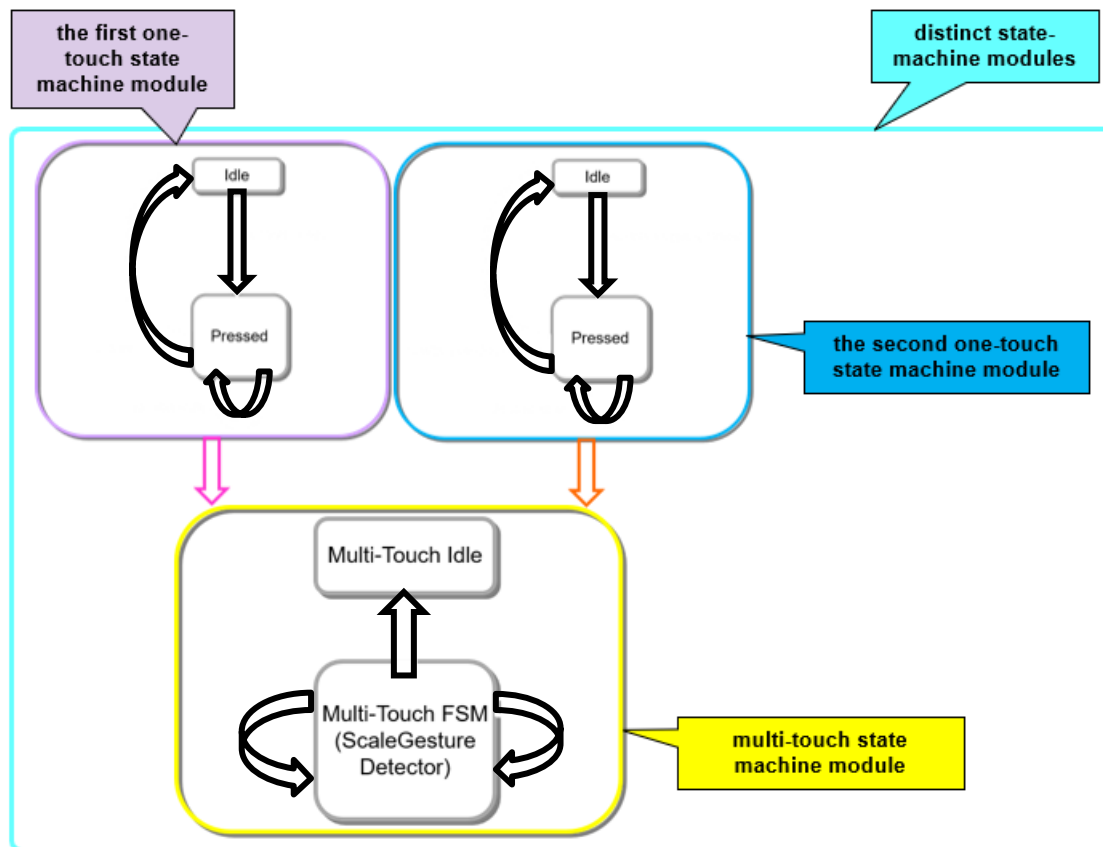 the first one-
touch state
machine module
distinct state-
machine modules
Idle
Idle
Pressed
Pressed
the second one-touch
state machine module
Multi-Touch Idle
Multi-Touch FSM
(ScaleGesture
Detector)
multi-touch state
machine module